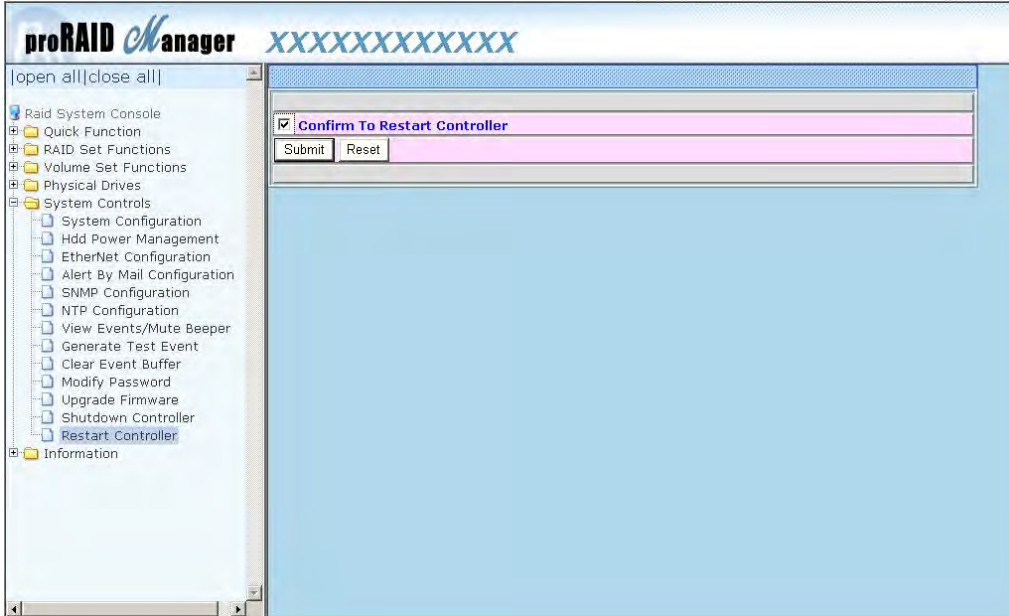 proRAID Manager XXXXXXXXXXXX
|open all|close all|
Raid System Console
Quick Function
RAID Set Functions
Volume Set Functions
Physical Drives
System Controls
System Configuration
Hdd Power Management
EtherNet Configuration
Alert By Mail Configuration
SNMP Configuration
NTP Configuration
View Events/Mute Beeper
Generate Test Event
Clear Event Buffer
Modify Password
Upgrade Firmware
Shutdown Controller
Restart Controller
Information
Confirm To Restart Controller
Submit Reset